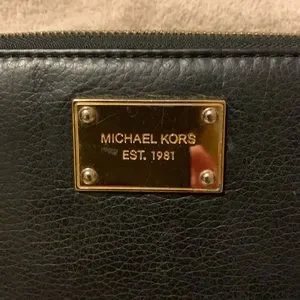 MICHAEL KORS
EST. 1981